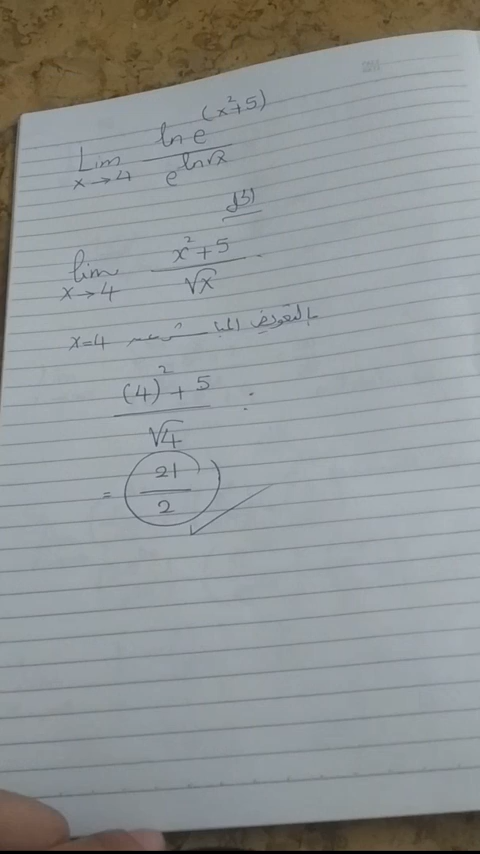 Lim x→4 ln e^(x²+5) / e^ln√x
الحل
lim x→4 x²+5 / √x
بالتعويض المباشر عند x=4
(4)²+5 / √4 =
= 21 / 2